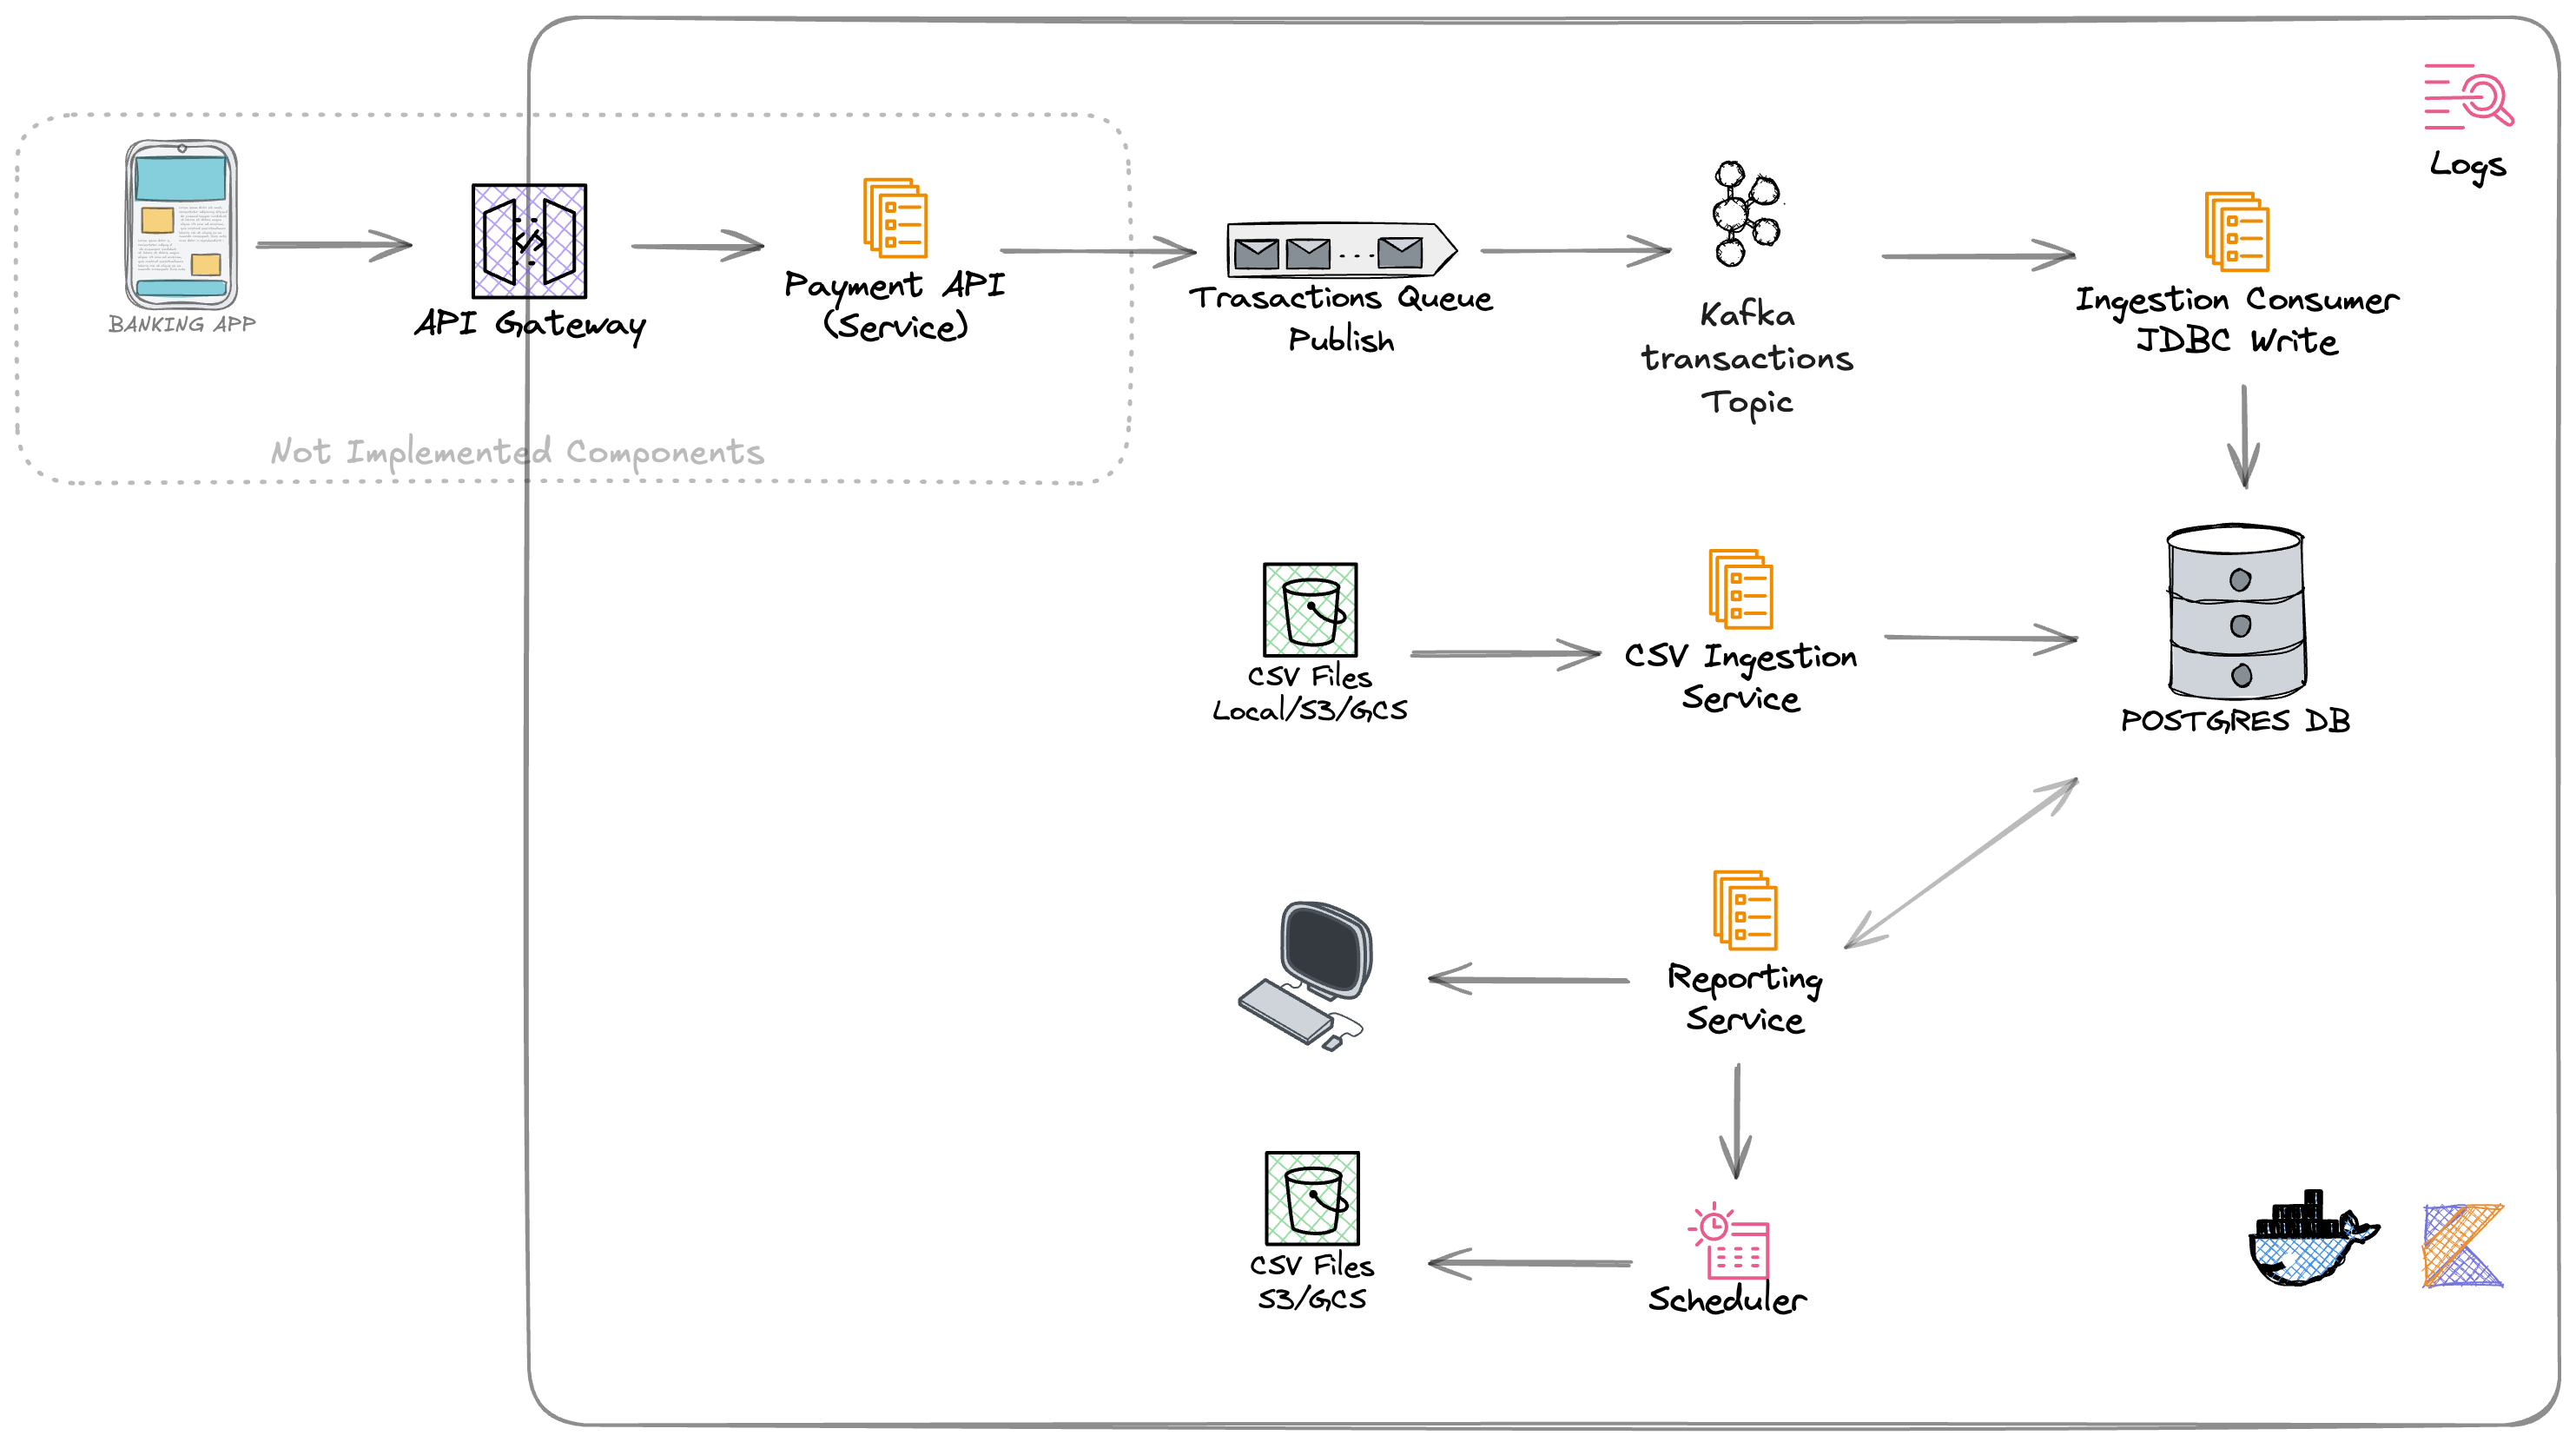 Logs
BANKING APP
API Gateway
Payment API
(Service)
Trasactions Queue
Publish
Kafka
transactions
Topic
Ingestion Consumer
JDBC Write
Not Implemented Components
CSV Files
Local/S3/GCS
CSV Ingestion
Service
POSTGRES DB
Reporting
Service
CSV Files
S3/GCS
Scheduler